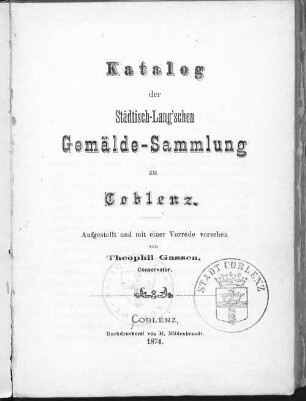 Katalog
der
Städtisch-Lang'schen
Gemälde-Sammlung
zu
Coblenz.
Aufgestellt und mit einer Vorrede versehen
von
Theophil Gassen,
Conservator.
STADT COBLENZ
COBLENZ,
Buchdruckerei von H. Hildenbrandt.
1874.